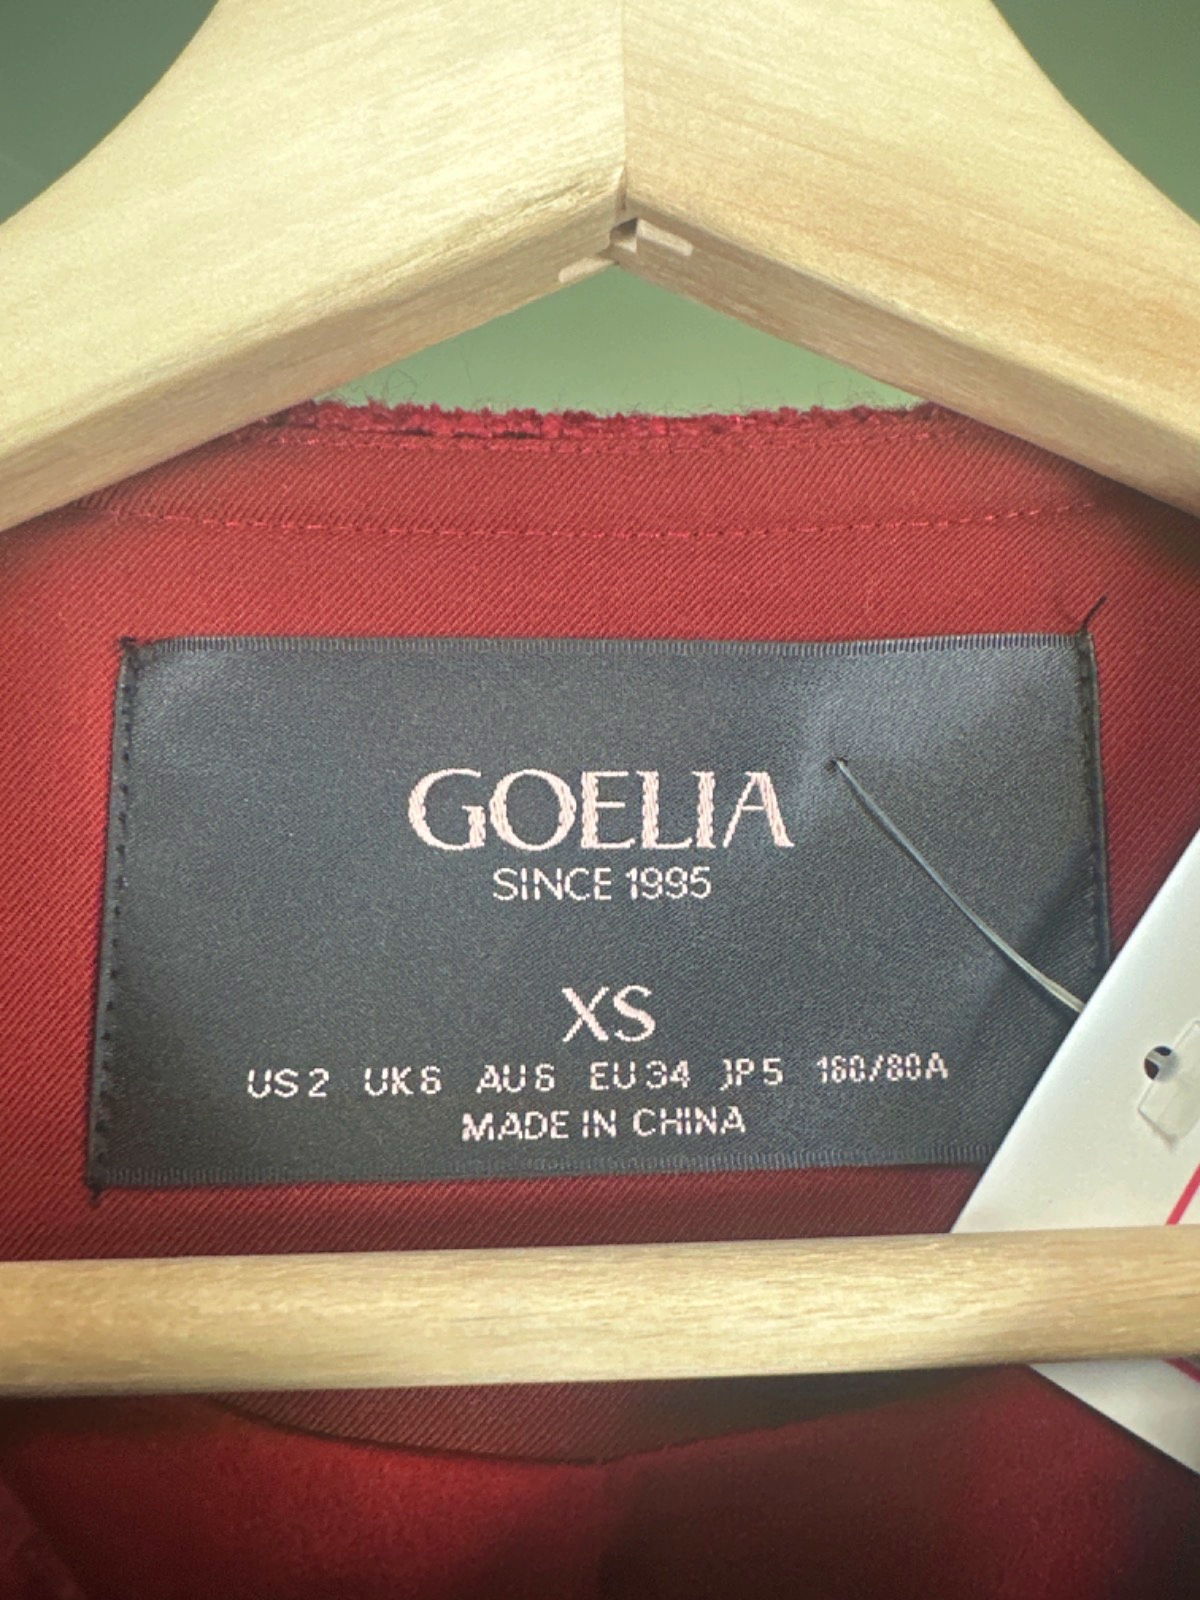 GOELIA
SINCE 1995
XS
US 2 UK 6 AU 6 EU 34 JP 5 160/80A
MADE IN CHINA